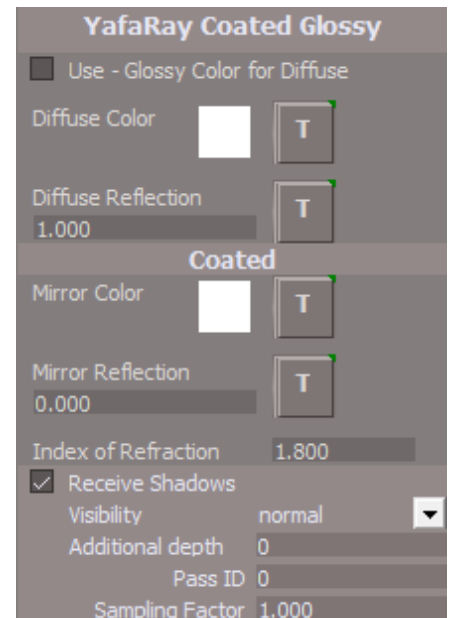 YafaRay Coated Glossy
Use - Glossy Color for Diffuse
Diffuse Color T
Diffuse Reflection T
1.000
Coated
Mirror Color T
Mirror Reflection T
0.000
Index of Refraction 1.800
Receive Shadows
Visibility normal
Additional depth 0
Pass ID 0
Sampling Factor 1.000